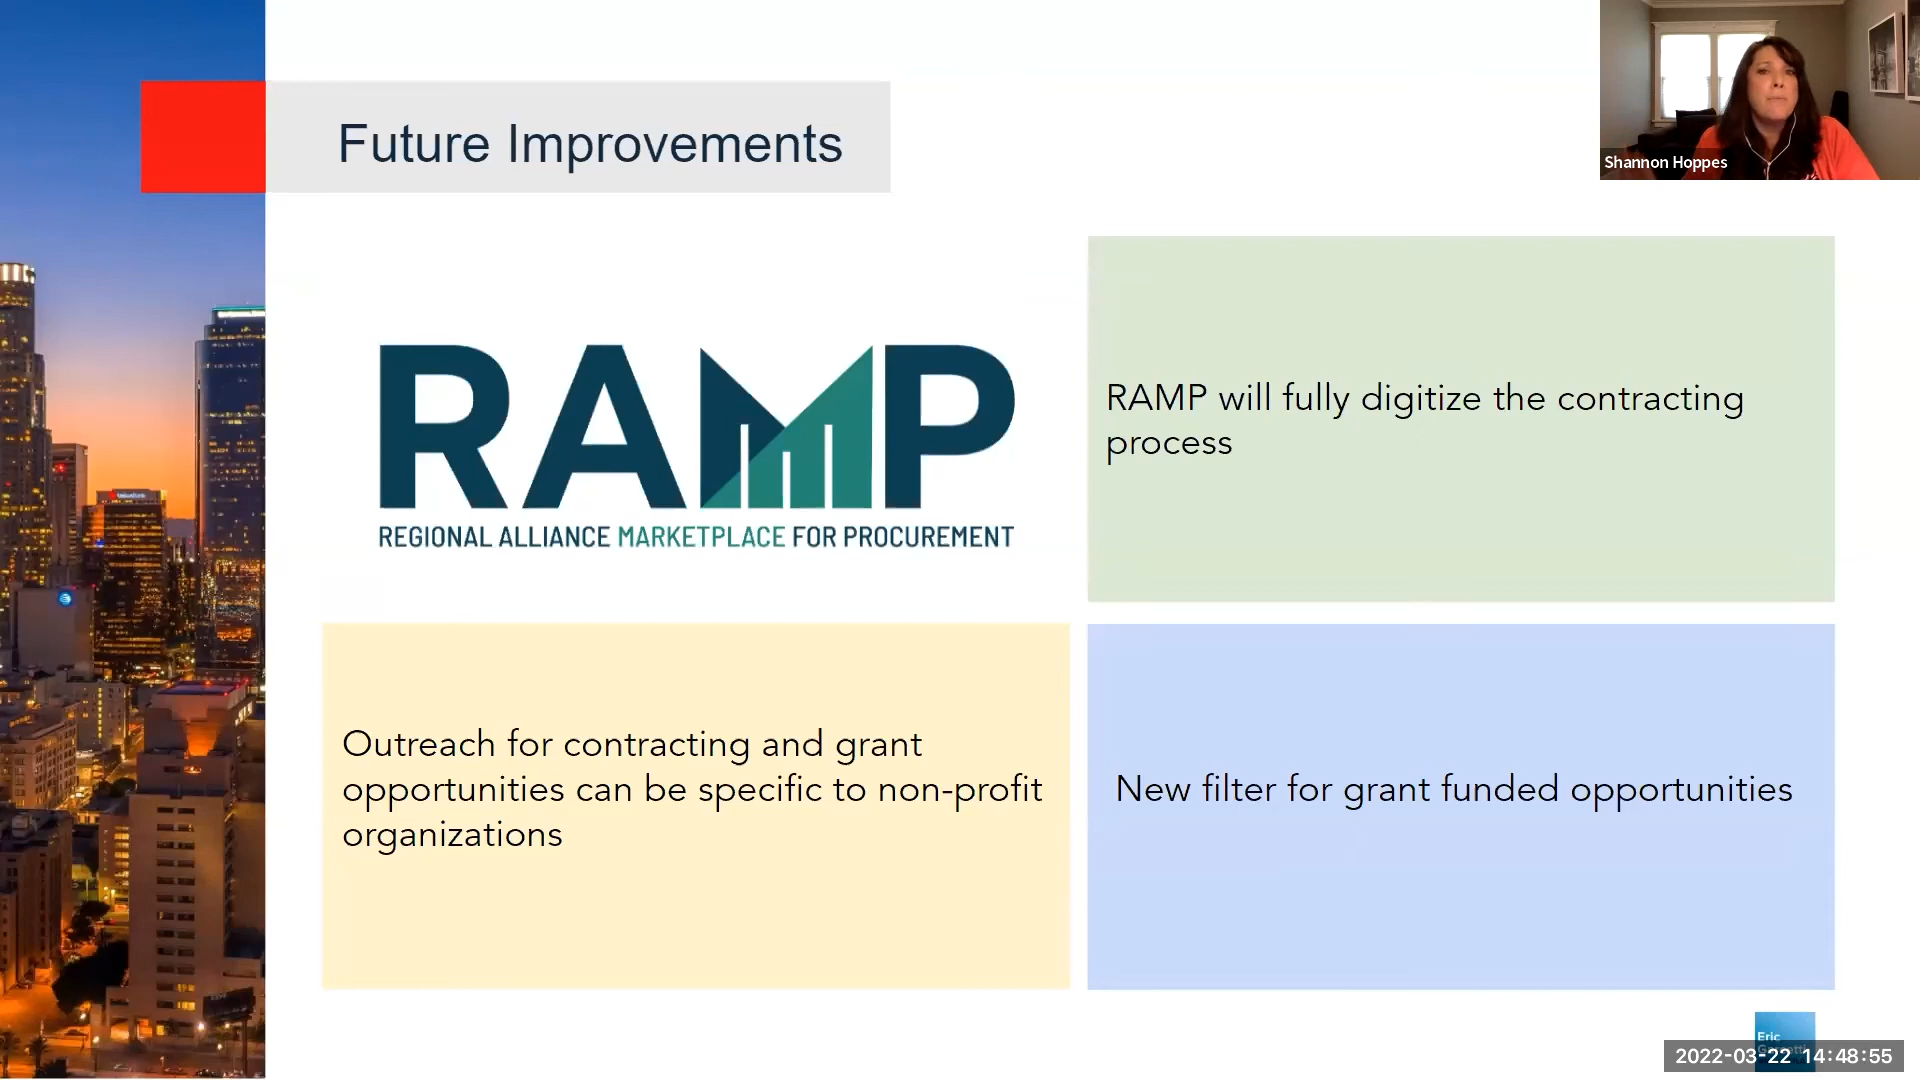 Future Improvements
Shannon Hoppes
RAMP
REGIONAL ALLIANCE MARKETPLACE FOR PROCUREMENT
RAMP will fully digitize the contracting
process
Outreach for contracting and grant
opportunities can be specific to non-profit
organizations
New filter for grant funded opportunities
Eric
2022-03-22 14:48:55